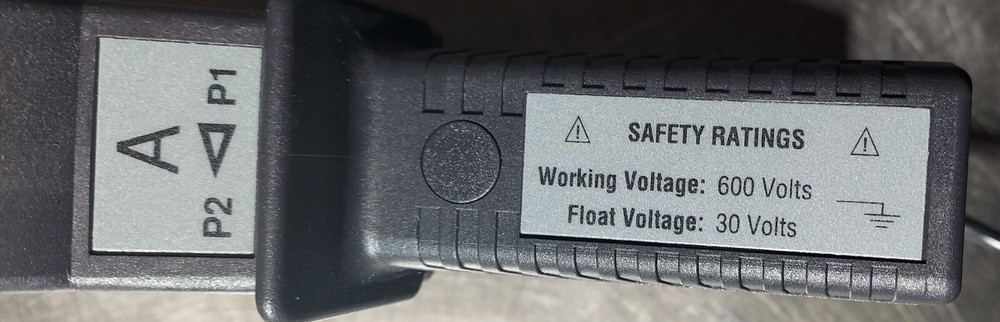 A
P2 P1
SAFETY RATINGS
Working Voltage: 600 Volts
Float Voltage: 30 Volts